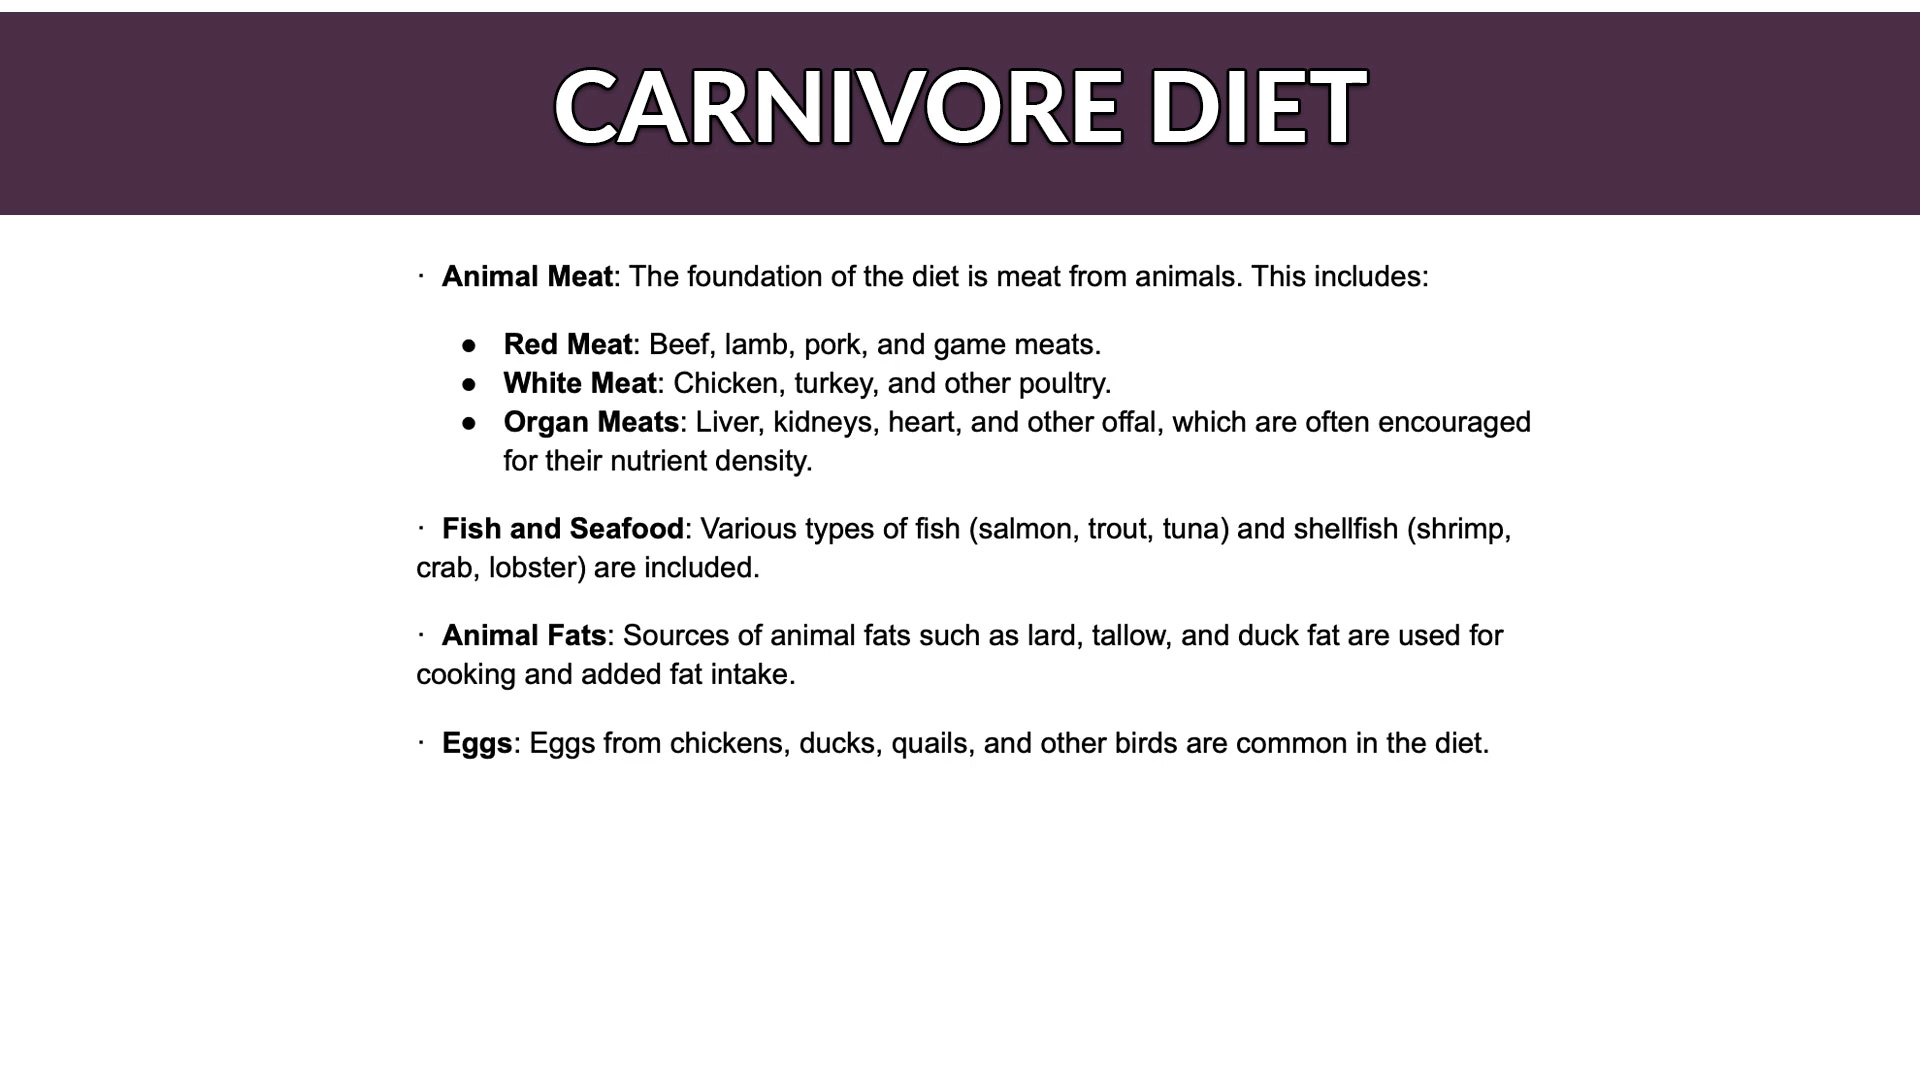 CARNIVORE DIET
· Animal Meat: The foundation of the diet is meat from animals. This includes:
● Red Meat: Beef, lamb, pork, and game meats.
● White Meat: Chicken, turkey, and other poultry.
● Organ Meats: Liver, kidneys, heart, and other offal, which are often encouraged
for their nutrient density.
· Fish and Seafood: Various types of fish (salmon, trout, tuna) and shellfish (shrimp,
crab, lobster) are included.
· Animal Fats: Sources of animal fats such as lard, tallow, and duck fat are used for
cooking and added fat intake.
· Eggs: Eggs from chickens, ducks, quails, and other birds are common in the diet.